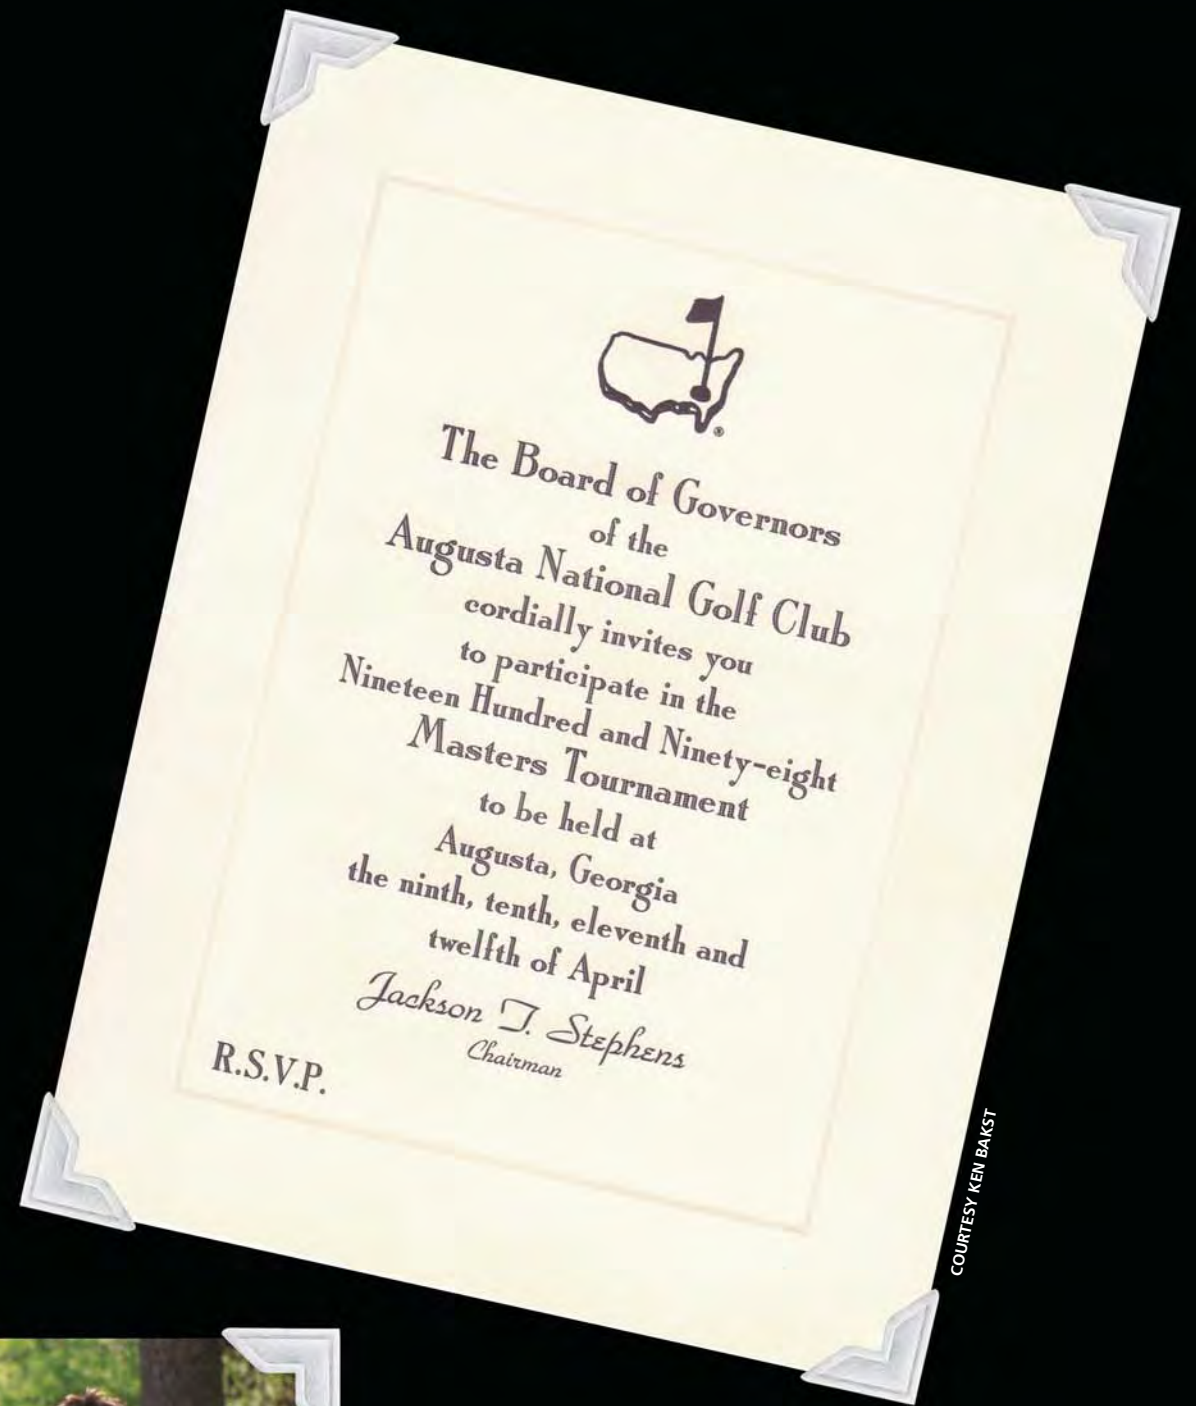 ®
The Board of Governors
of the
Augusta National Golf Club
cordially invites you
to participate in the
Nineteen Hundred and Ninety-eight
Masters Tournament
to be held at
Augusta, Georgia
the ninth, tenth, eleventh and
twelfth of April
Jackson T. Stephens
Chairman
R.S.V.P.
COURTESY KEN BAKST